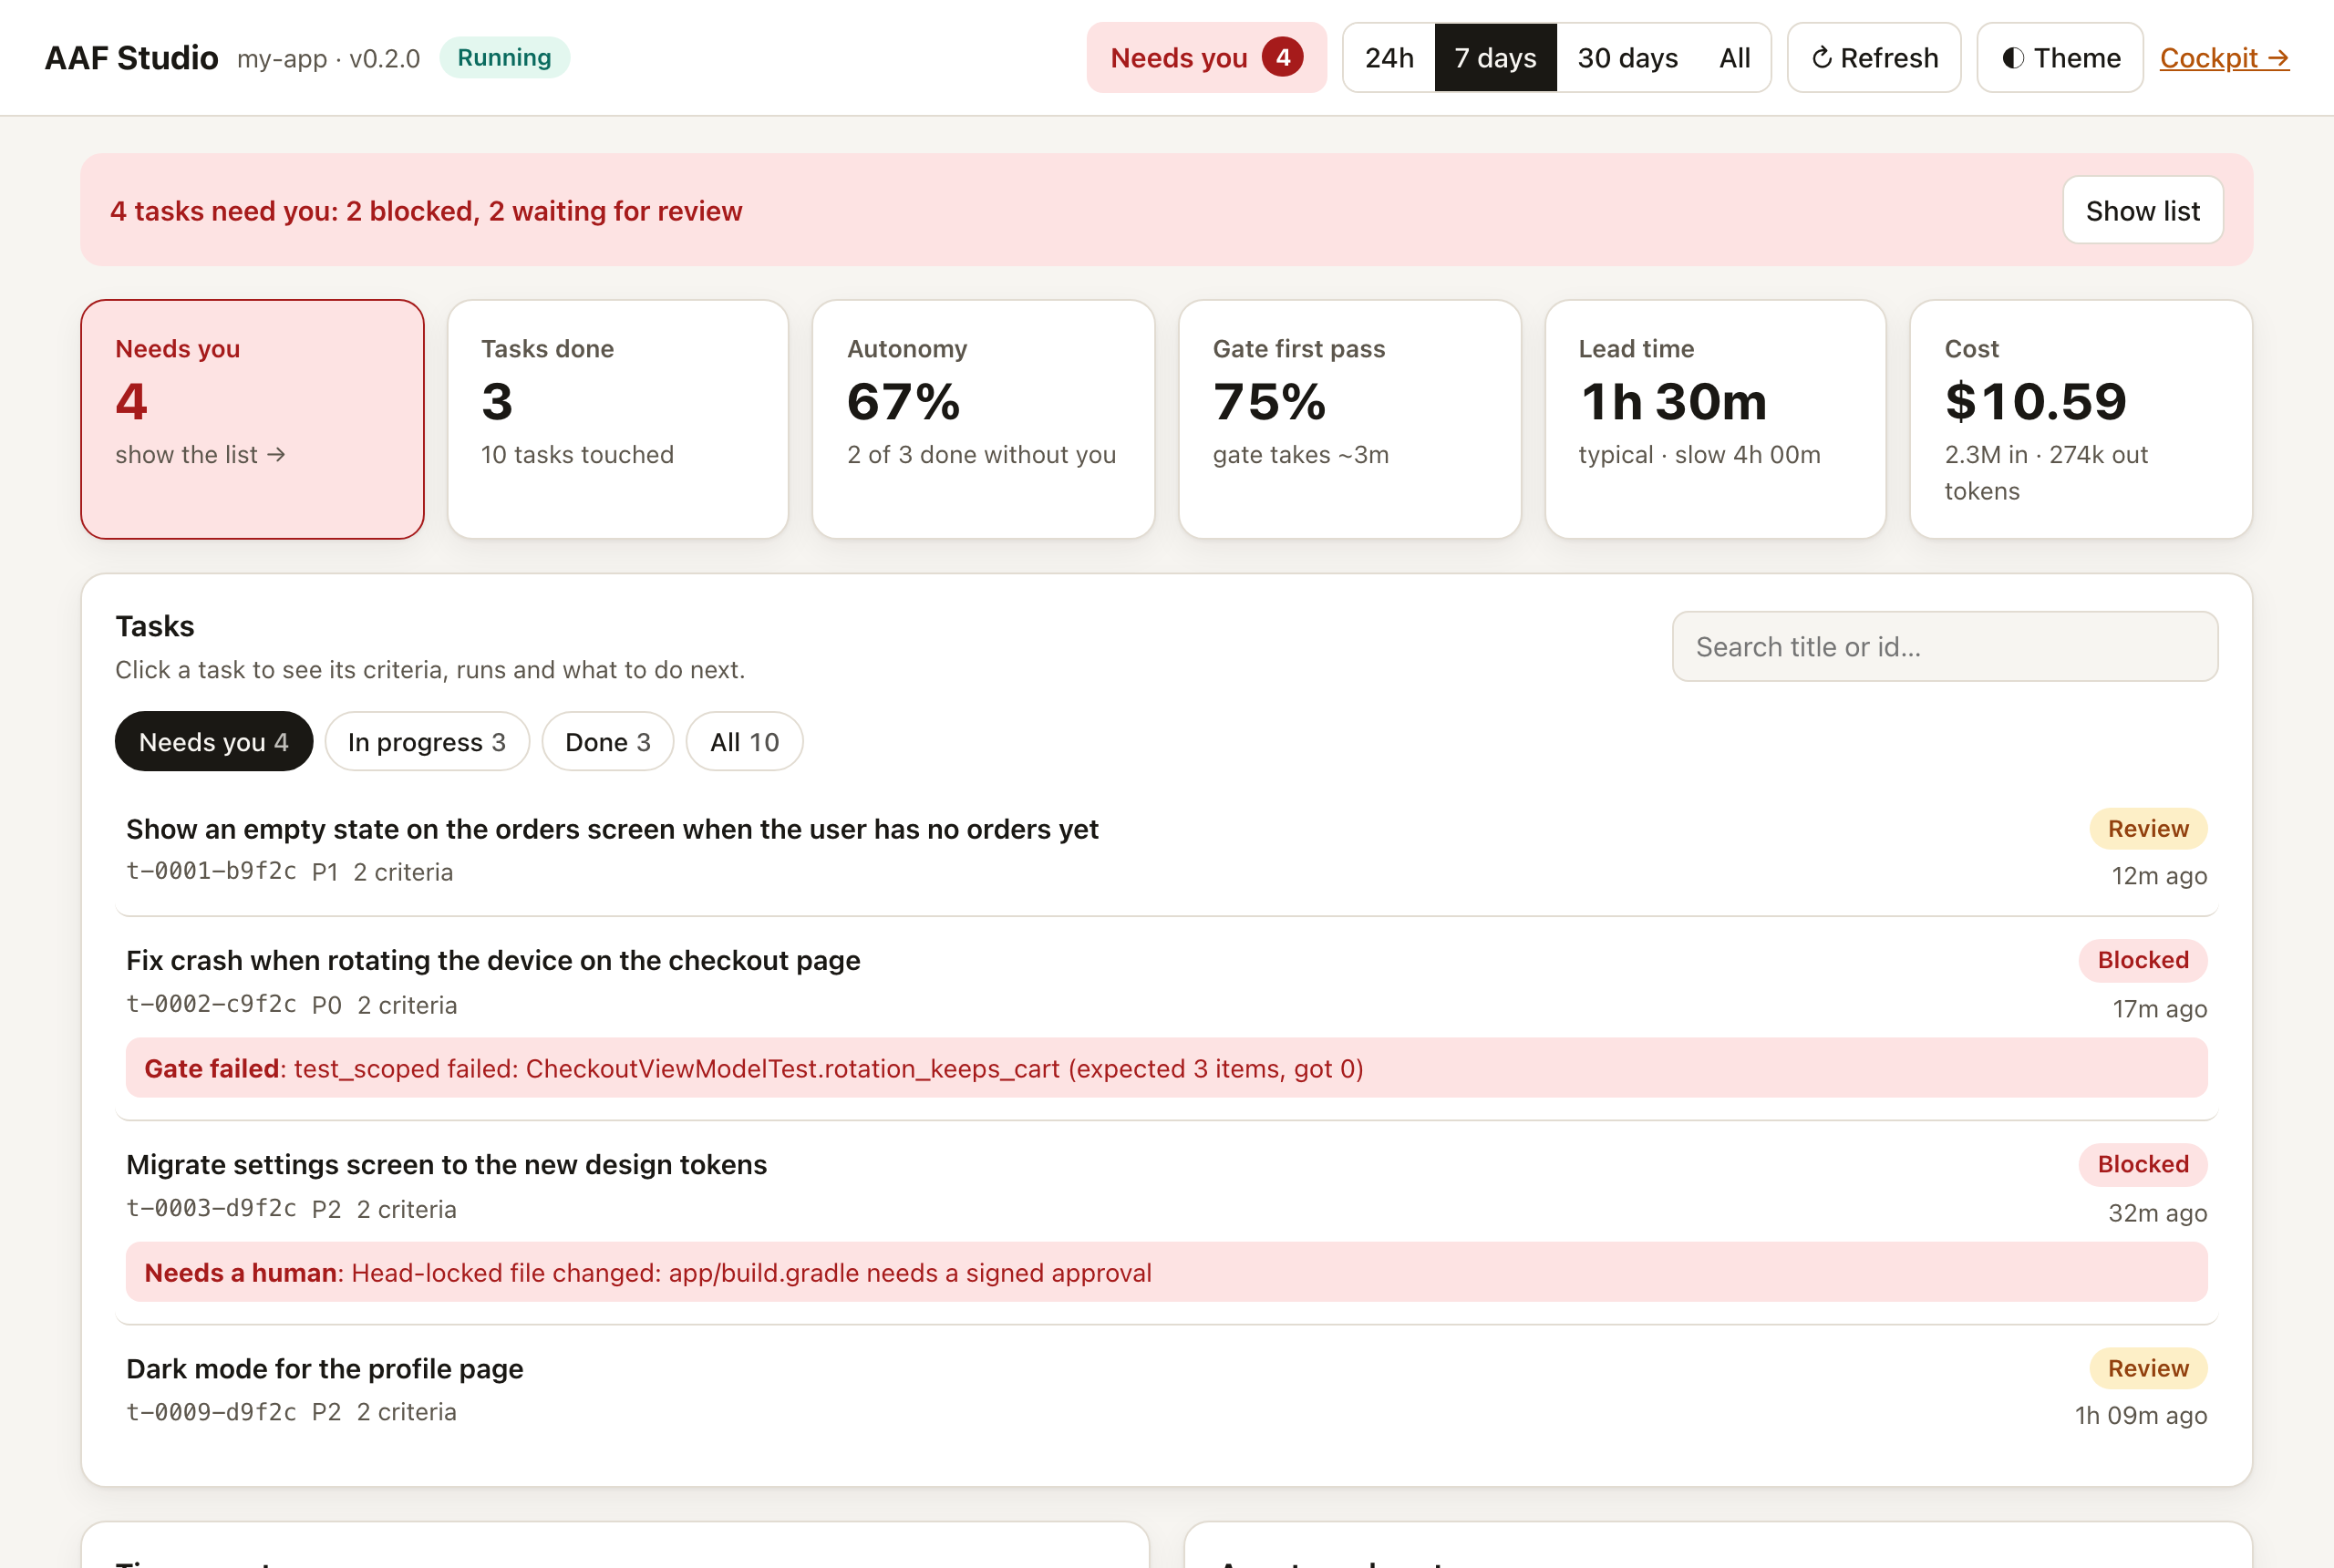 AAF Studio my-app · v0.2.0 Running
Needs you 4 24h 7 days 30 days All ↻ Refresh ◐ Theme Cockpit →
4 tasks need you: 2 blocked, 2 waiting for review
Show list
Needs you
4
show the list →
Tasks done
3
10 tasks touched
Autonomy
67%
2 of 3 done without you
Gate first pass
75%
gate takes ~3m
Lead time
1h 30m
typical · slow 4h 00m
Cost
$10.59
2.3M in · 274k out
tokens
Tasks
Click a task to see its criteria, runs and what to do next.
Search title or id...
Needs you 4 In progress 3 Done 3 All 10
Show an empty state on the orders screen when the user has no orders yet
Review
t-0001-b9f2c P1 2 criteria
12m ago
Fix crash when rotating the device on the checkout page
Blocked
t-0002-c9f2c P0 2 criteria
17m ago
Gate failed: test_scoped failed: CheckoutViewModelTest.rotation_keeps_cart (expected 3 items, got 0)
Migrate settings screen to the new design tokens
Blocked
t-0003-d9f2c P2 2 criteria
32m ago
Needs a human: Head-locked file changed: app/build.gradle needs a signed approval
Dark mode for the profile page
Review
t-0009-d9f2c P2 2 criteria
1h 09m ago